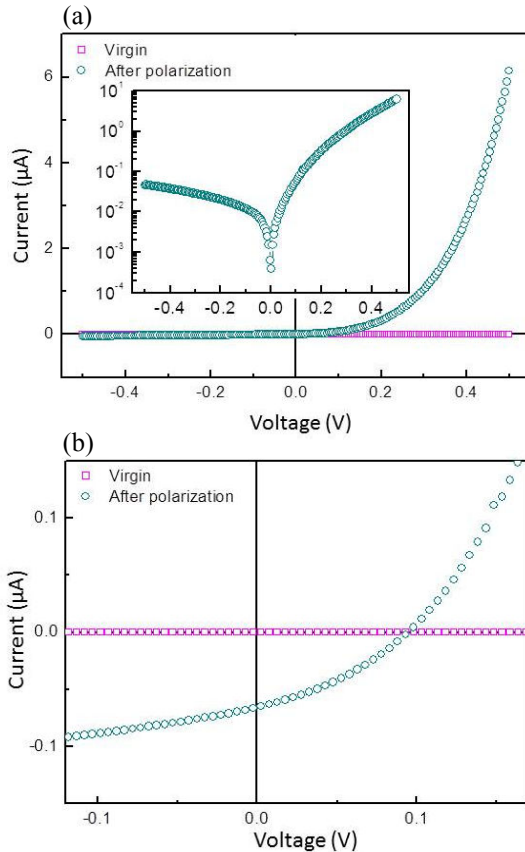 (a)
Virgin
After polarization
6
4
2
0
Current (μA)
10^1
10^0
10^-1
10^-2
10^-3
10^-4
-0.4 -0.2 0.0 0.2 0.4
-0.4 -0.2 0.0 0.2 0.4
Voltage (V)
(b)
Virgin
After polarization
0.1
0.0
-0.1
Current (μA)
-0.1 0.0 0.1
Voltage (V)